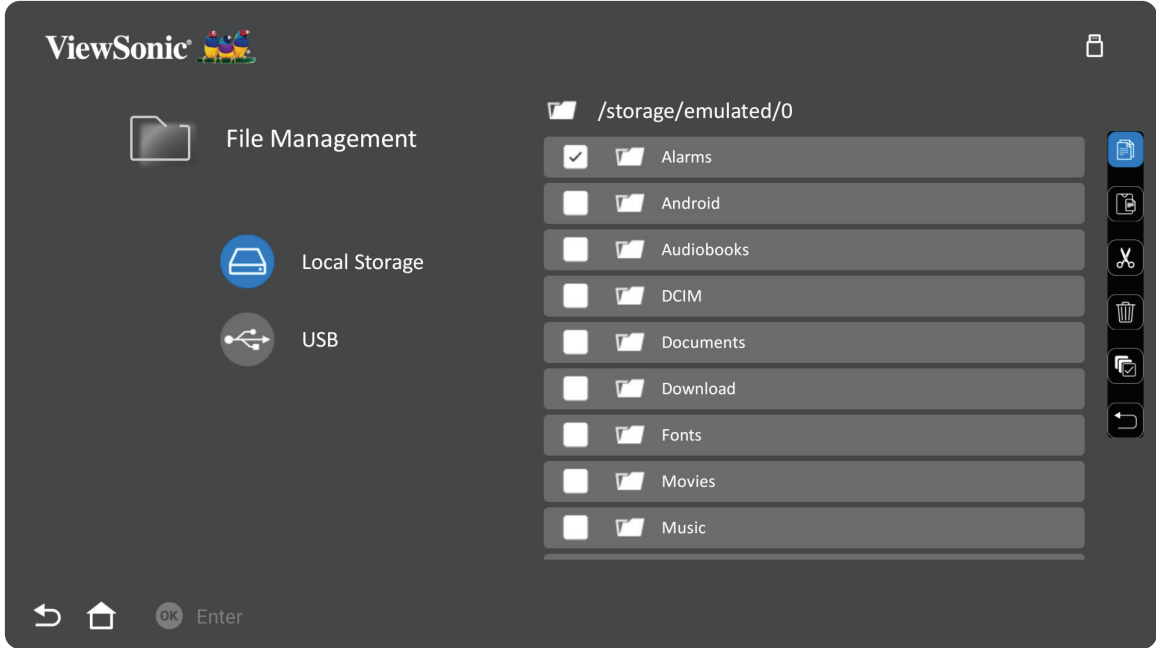 ViewSonic®
File Management
Local Storage
USB
/storage/emulated/0
Alarms
Android
Audiobooks
DCIM
Documents
Download
Fonts
Movies
Music
OK Enter